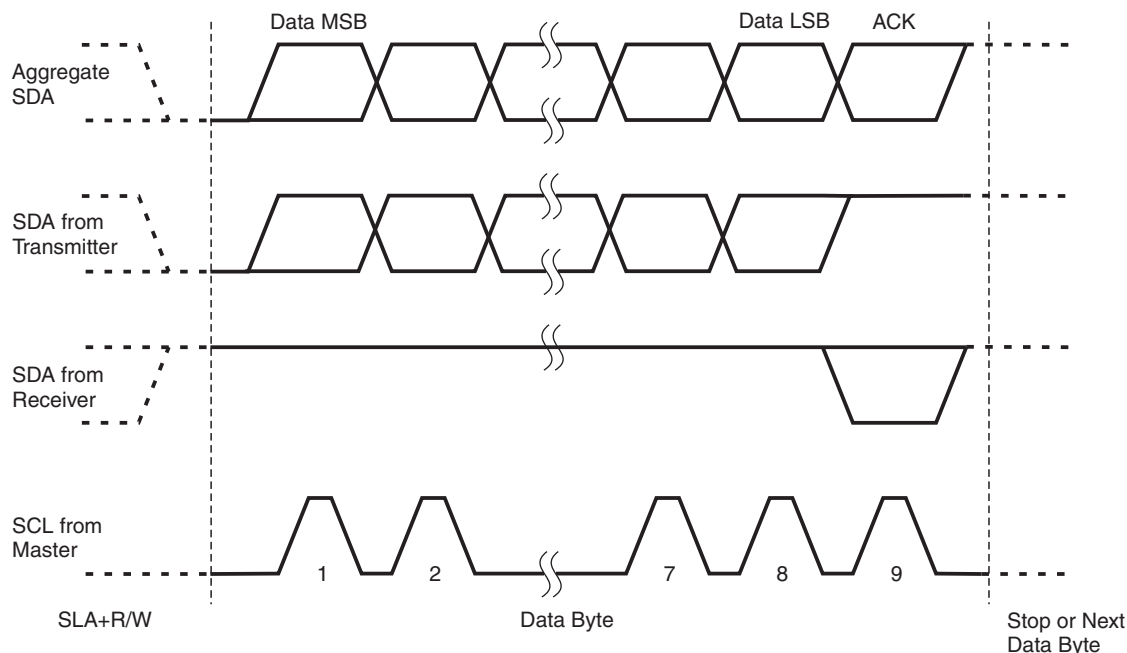 Data MSB
Data LSB
ACK
Aggregate
SDA
SDA from
Transmitter
SDA from
Receiver
SCL from
Master
1
2
7
8
9
SLA+R/W
Data Byte
Stop or Next
Data Byte